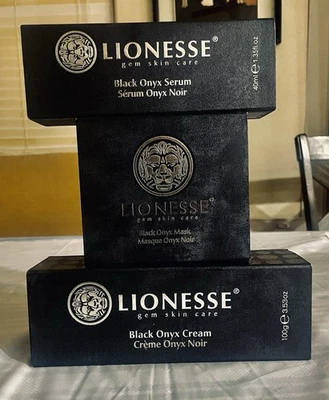 LIONESSE®
gem skin care
Black Onyx Serum
Sérum Onyx Noir
40ml e 1.35fl.oz
LIONESSE®
gem skin care
Black Onyx Mask
Masque Onyx Noir
LIONESSE®
gem skin care
Black Onyx Cream
Crème Onyx Noir
100g e 3.53oz